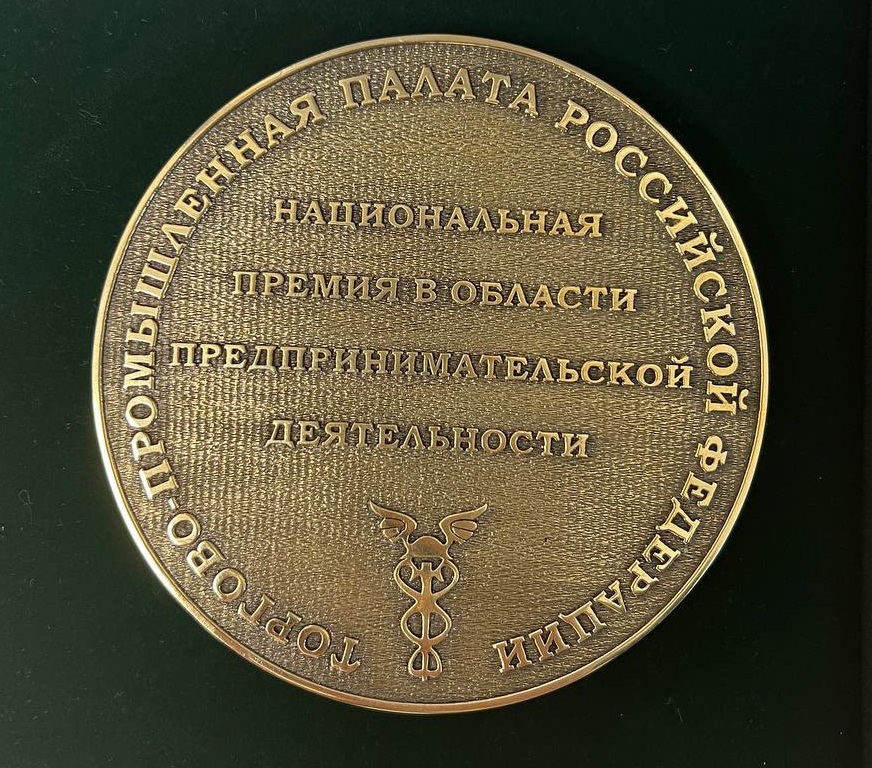 ТОРГОВО-ПРОМЫШЛЕННАЯ ПАЛАТА РОССИЙСКОЙ ФЕДЕРАЦИИ
НАЦИОНАЛЬНАЯ
ПРЕМИЯ В ОБЛАСТИ
ПРЕДПРИНИМАТЕЛЬСКОЙ
ДЕЯТЕЛЬНОСТИ